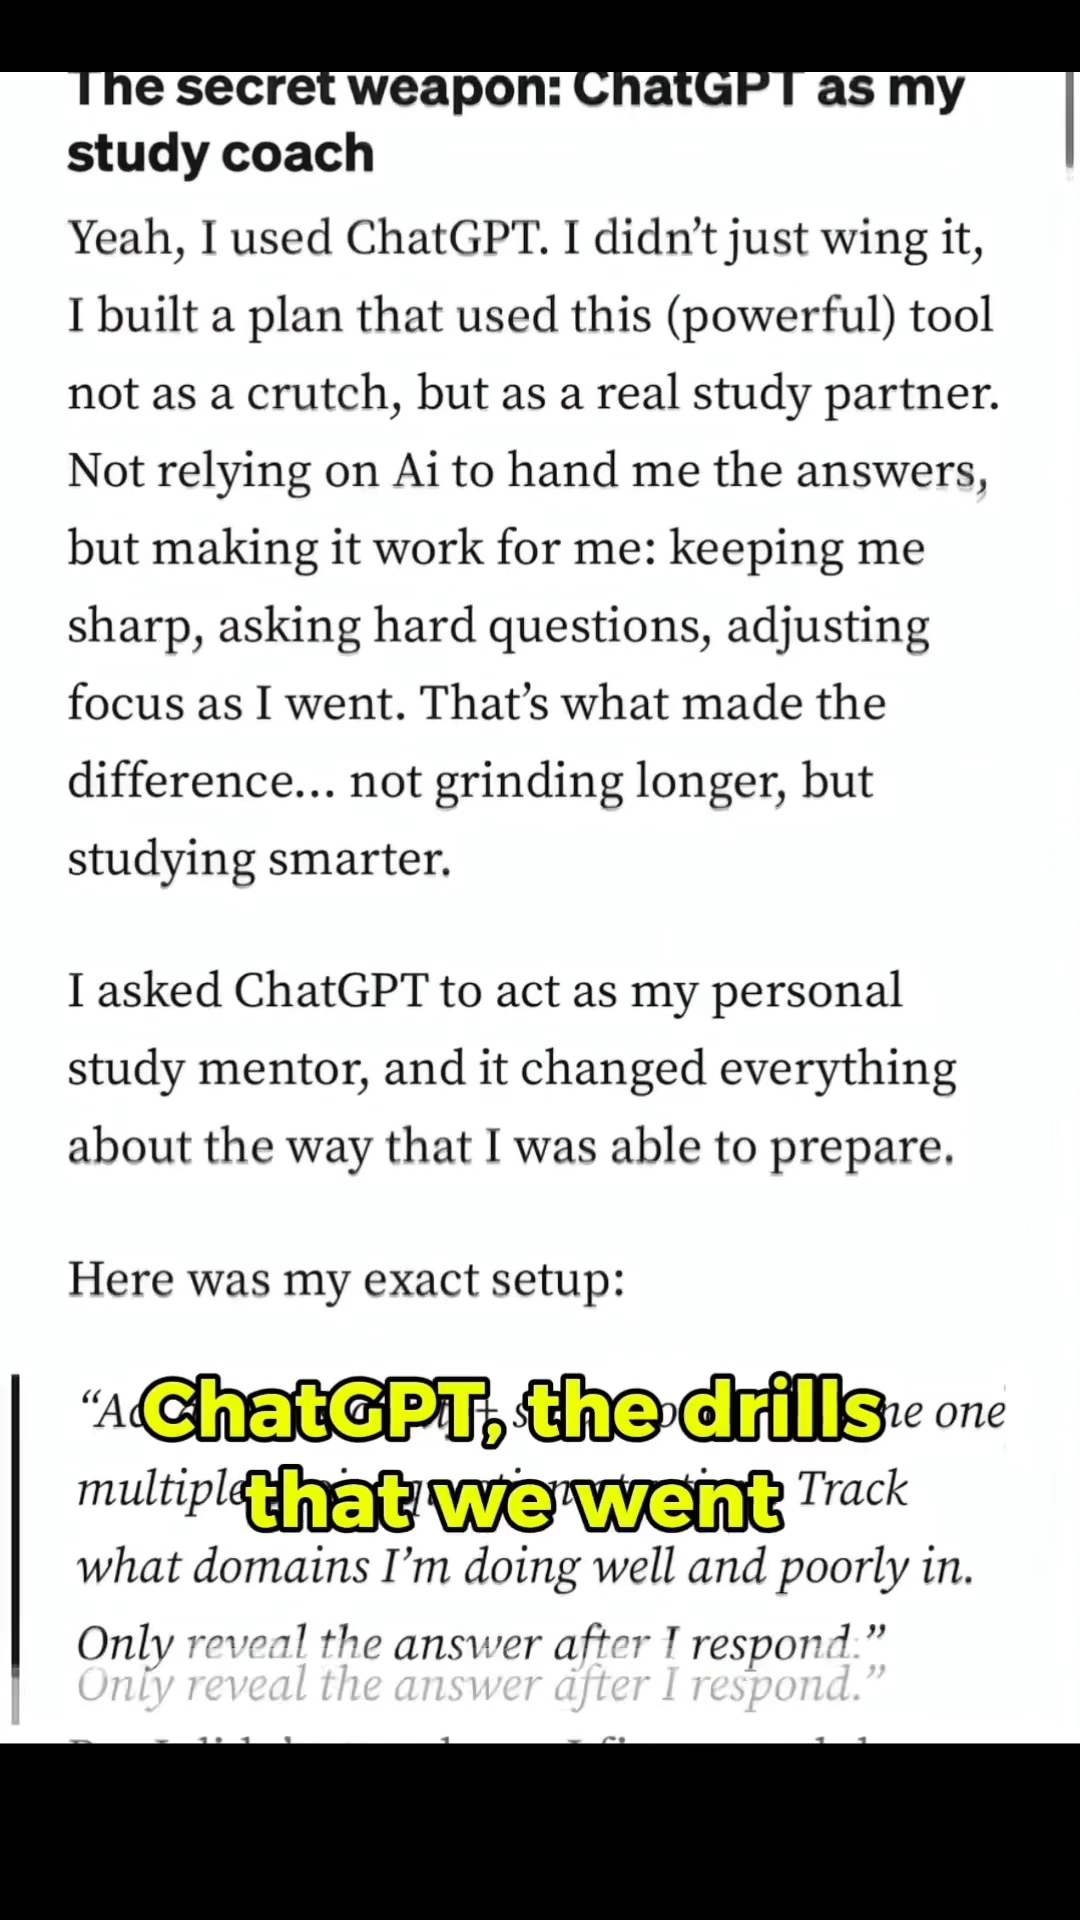 The secret weapon: ChatGPT as my
study coach
Yeah, I used ChatGPT. I didn’t just wing it,
I built a plan that used this (powerful) tool
not as a crutch, but as a real study partner.
Not relying on Ai to hand me the answers,
but making it work for me: keeping me
sharp, asking hard questions, adjusting
focus as I went. That’s what made the
difference... not grinding longer, but
studying smarter.
I asked ChatGPT to act as my personal
study mentor, and it changed everything
about the way that I was able to prepare.
Here was my exact setup:
one
ChatGPT, the drills
multiple Track
that we went
what domains I’m doing well and poorly in.
Only reveal the answer after I respond.”
Only reveal the answer after I respond.”